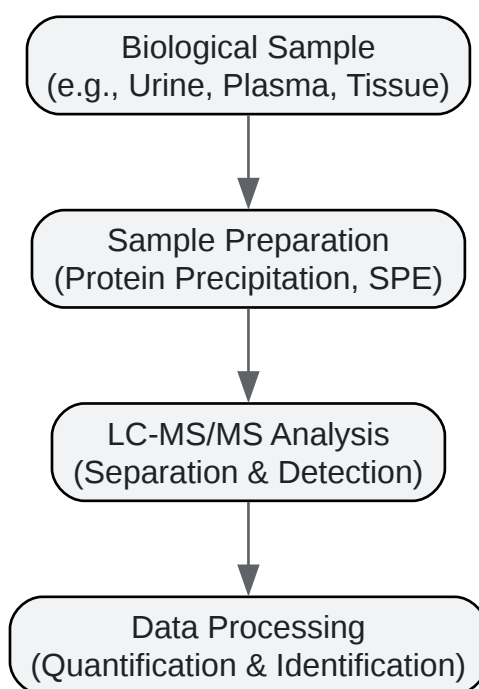 Biological Sample
(e.g., Urine, Plasma, Tissue)
Sample Preparation
(Protein Precipitation, SPE)
LC-MS/MS Analysis
(Separation & Detection)
Data Processing
(Quantification & Identification)